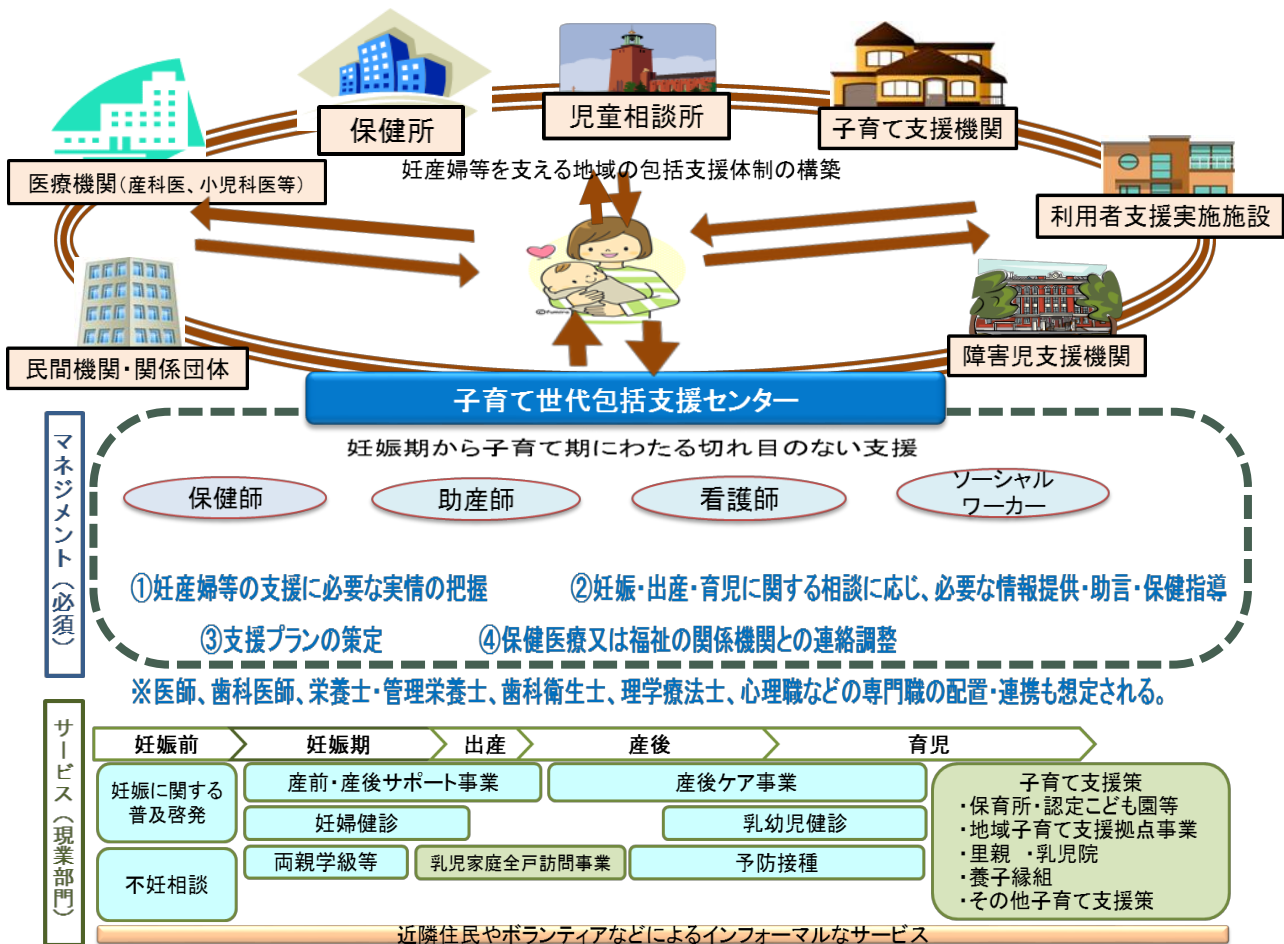 保健所
児童相談所
子育て支援機関
医療機関(産科医、小児科医等)
妊産婦等を支える地域の包括支援体制の構築
利用者支援実施施設
民間機関・関係団体
障害児支援機関
子育て世代包括支援センター
マネジメント(必須)
妊娠期から子育て期にわたる切れ目のない支援
保健師
助産師
看護師
ソーシャル
ワーカー
①妊産婦等の支援に必要な実情の把握
②妊娠・出産・育児に関する相談に応じ、必要な情報提供・助言・保健指導
③支援プランの策定
④保健医療又は福祉の関係機関との連絡調整
※医師、歯科医師、栄養士・管理栄養士、歯科衛生士、理学療法士、心理職などの専門職の配置・連携も想定される。
サービス(現業部門)
妊娠前
妊娠期
出産
産後
育児
妊娠に関する
普及啓発
産前・産後サポート事業
産後ケア事業
妊婦健診
乳幼児健診
不妊相談
両親学級等
乳児家庭全戸訪問事業
予防接種
子育て支援策
・保育所・認定こども園等
・地域子育て支援拠点事業
・里親 ・乳児院
・養子縁組
・その他子育て支援策
近隣住民やボランティアなどによるインフォーマルなサービス